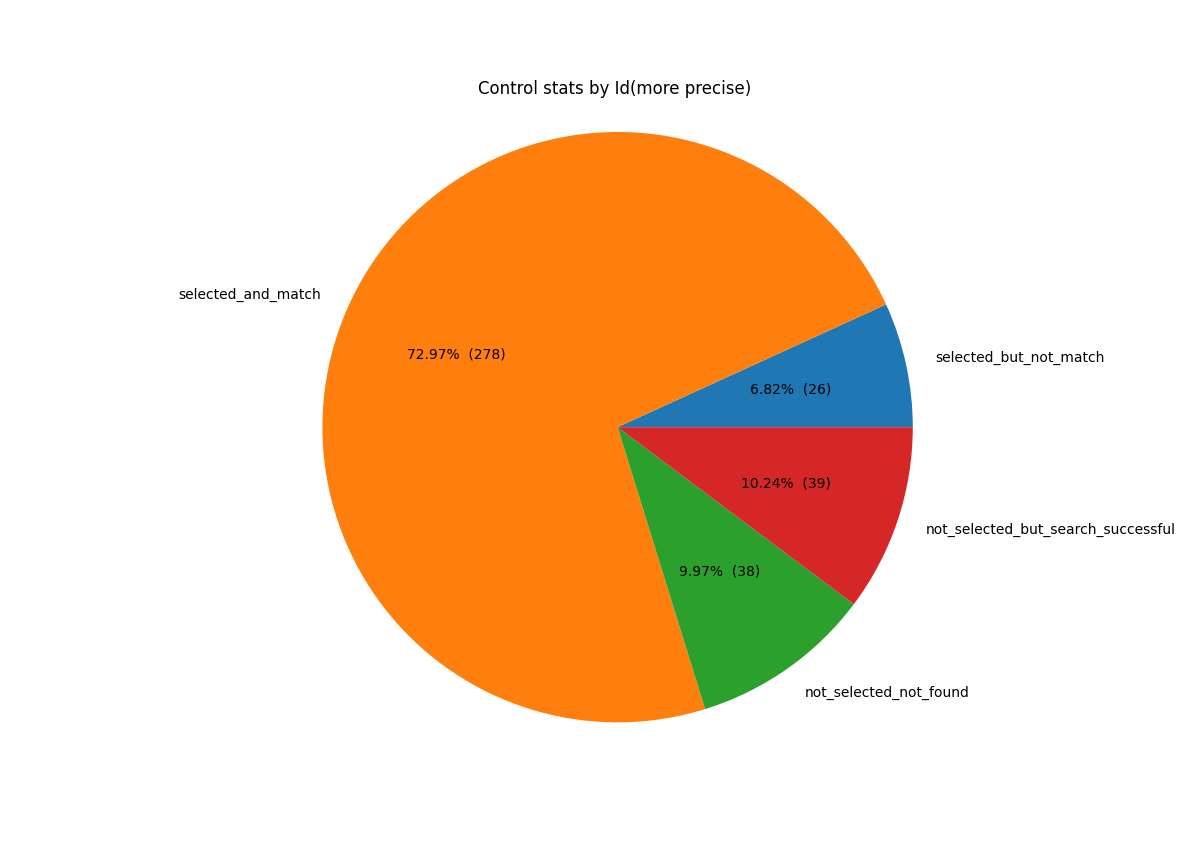 Control stats by Id(more precise)
selected_and_match
72.97%  (278)
selected_but_not_match
6.82%  (26)
10.24%  (39)
not_selected_but_search_successful
9.97%  (38)
not_selected_not_found